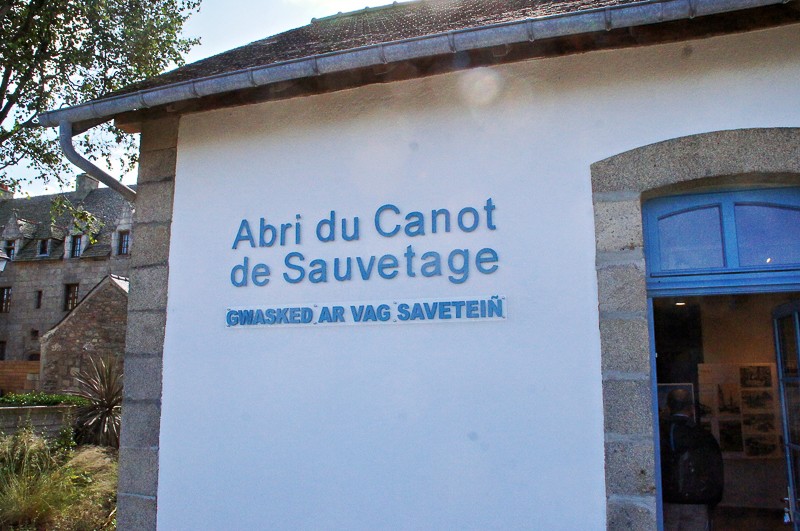 Abri du Canot
de Sauvetage
GWASKED AR VAG SAVETEIÑ